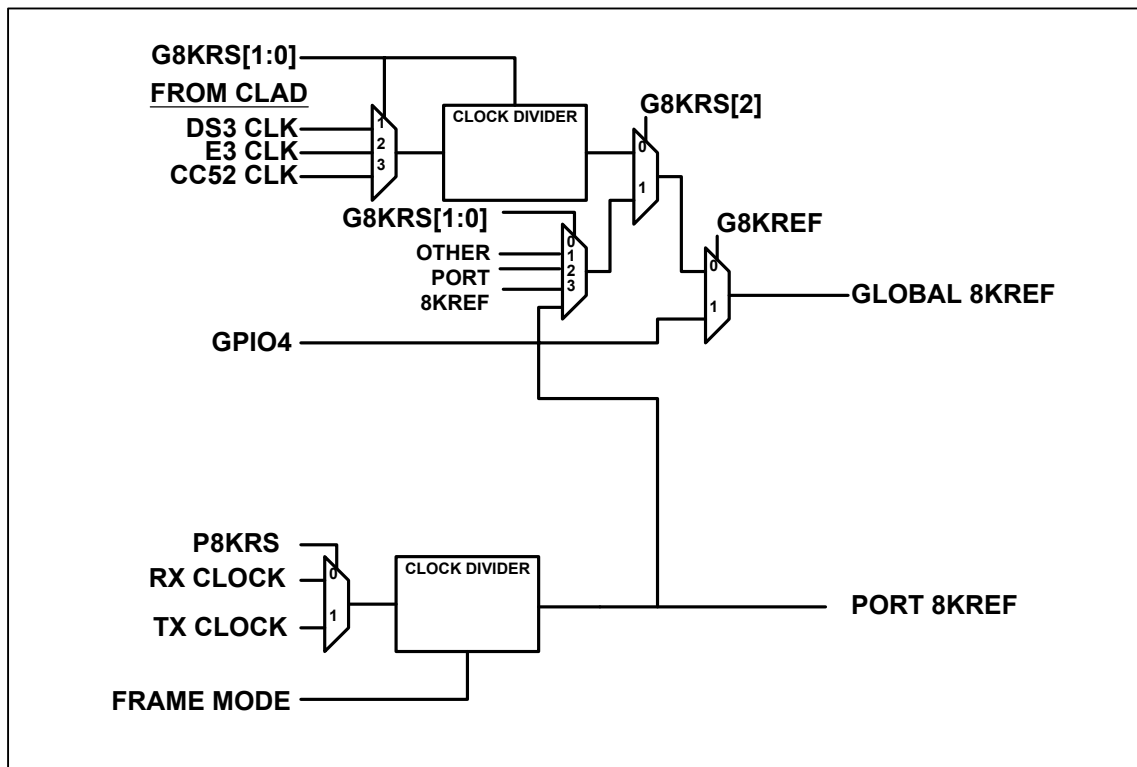 G8KRS[1:0]
FROM CLAD
DS3 CLK
E3 CLK
CC52 CLK
1
2
3
CLOCK DIVIDER
G8KRS[2]
0
1
G8KRS[1:0]
OTHER
PORT
8KREF
0
1
2
3
G8KREF
0
1
GLOBAL 8KREF
GPIO4
P8KRS
RX CLOCK
TX CLOCK
0
1
CLOCK DIVIDER
PORT 8KREF
FRAME MODE